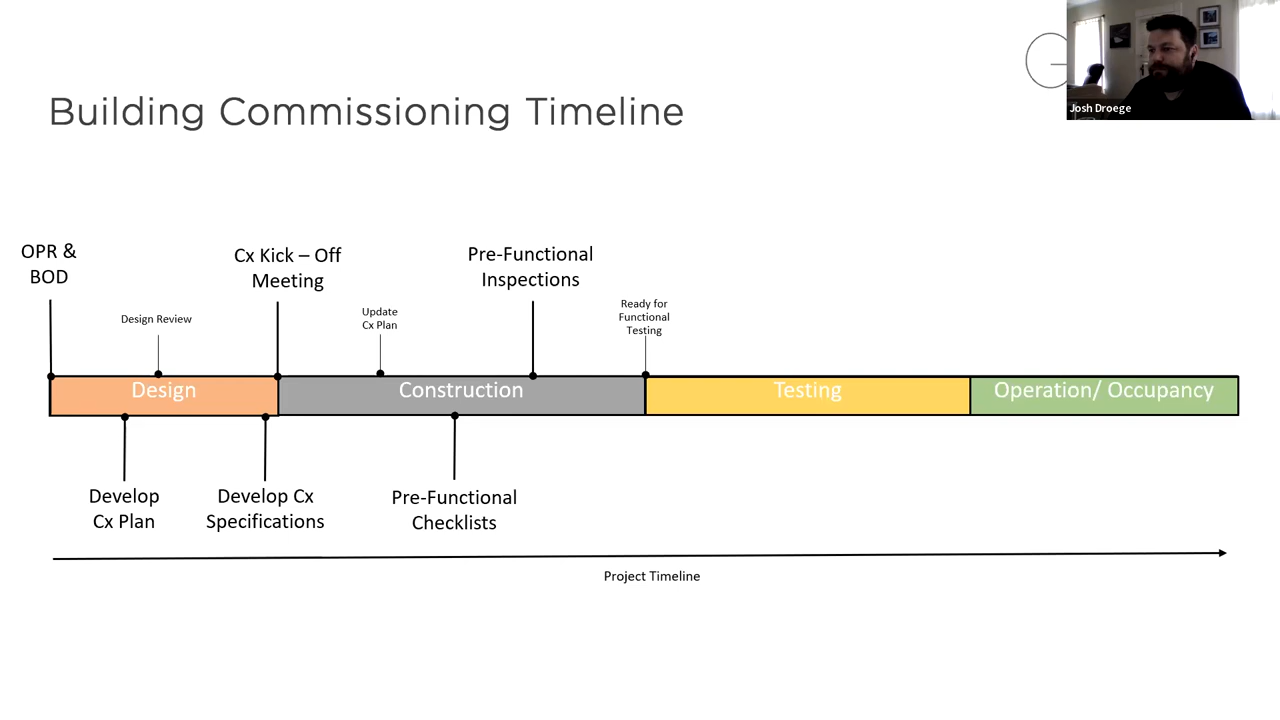 Josh Droege
Building Commissioning Timeline
OPR &
BOD
Cx Kick – Off
Meeting
Pre-Functional
Inspections
Design Review
Update
Cx Plan
Ready for
Functional
Testing
Design
Construction
Testing
Operation/ Occupancy
Develop
Cx Plan
Develop Cx
Specifications
Pre-Functional
Checklists
Project Timeline